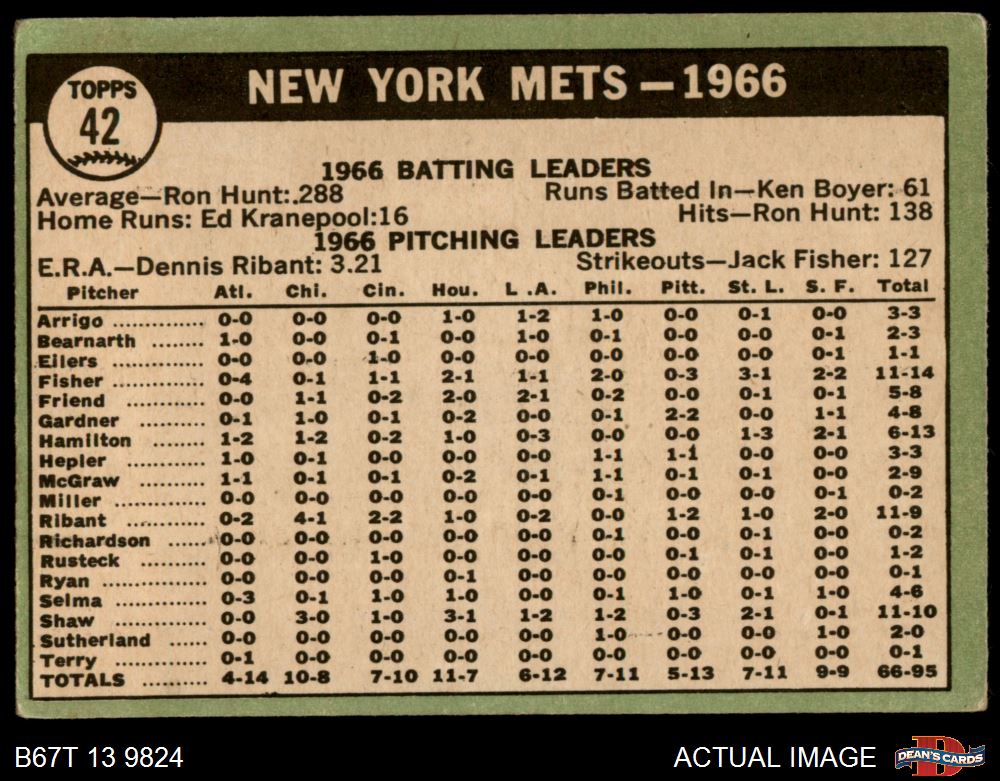 TOPPS
42
NEW YORK METS — 1966
1966 BATTING LEADERS
Average—Ron Hunt:.288 Runs Batted In—Ken Boyer: 61
Home Runs: Ed Kranepool:16 Hits—Ron Hunt: 138
1966 PITCHING LEADERS
E.R.A.—Dennis Ribant: 3.21 Strikeouts—Jack Fisher: 127
Pitcher Atl. Chi. Cin. Hou. L .A. Phil. Pitt. St. L. S. F. Total
Arrigo .............. 0-0 0-0 0-0 1-0 1-2 1-0 0-0 0-1 0-0 3-3
Bearnarth ........ 1-0 0-0 0-1 0-0 1-0 0-1 0-0 0-0 0-1 2-3
Eilers .............. 0-0 0-0 1-0 0-0 0-0 0-0 0-0 0-0 0-1 1-1
Fisher .............. 0-4 0-1 1-1 2-1 1-1 2-0 0-3 3-1 2-2 11-14
Friend ............ 0-0 1-1 0-2 2-0 2-1 0-2 0-0 0-1 0-1 5-8
Gardner .......... 0-1 1-0 0-1 0-2 0-0 0-1 2-2 0-0 1-1 4-8
Hamilton ........ 1-2 1-2 0-2 1-0 0-3 0-0 0-0 1-3 2-1 6-13
Hepler ............ 1-0 0-1 0-0 0-0 0-0 1-1 1-1 0-0 0-0 3-3
McGraw .......... 1-1 0-1 0-1 0-2 0-1 1-1 0-1 0-1 0-0 2-9
Miller .............. 0-0 0-0 0-0 0-0 0-0 0-1 0-0 0-0 0-1 0-2
Ribant ............ 0-2 4-1 2-2 1-0 0-2 0-0 1-2 1-0 2-0 11-9
Richardson ...... 0-0 0-0 0-0 0-0 0-0 0-1 0-0 0-1 0-0 0-2
Rusteck .......... 0-0 0-0 1-0 0-0 0-0 0-0 0-1 0-1 0-0 1-2
Ryan ................ 0-0 0-0 0-0 0-1 0-0 0-0 0-0 0-0 0-0 0-1
Selma .............. 0-3 0-1 1-0 1-0 0-0 0-1 1-0 0-1 1-0 4-6
Shaw .............. 0-0 3-0 1-0 3-1 1-2 1-2 0-3 2-1 0-1 11-10
Sutherland ...... 0-0 0-0 0-0 0-0 0-0 1-0 0-0 0-0 1-0 2-0
Terry .............. 0-1 0-0 0-0 0-0 0-0 0-0 0-0 0-0 0-0 0-1
TOTALS .......... 4-14 10-8 7-10 11-7 6-12 7-11 5-13 7-11 9-9 66-95
B67T 13 9824 ACTUAL IMAGE DEAN'S CARDS